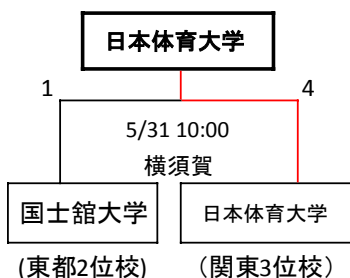 日本体育大学
1 4
5/31 10:00
横須賀
国士舘大学 日本体育大学
(東都2位校) (関東3位校)